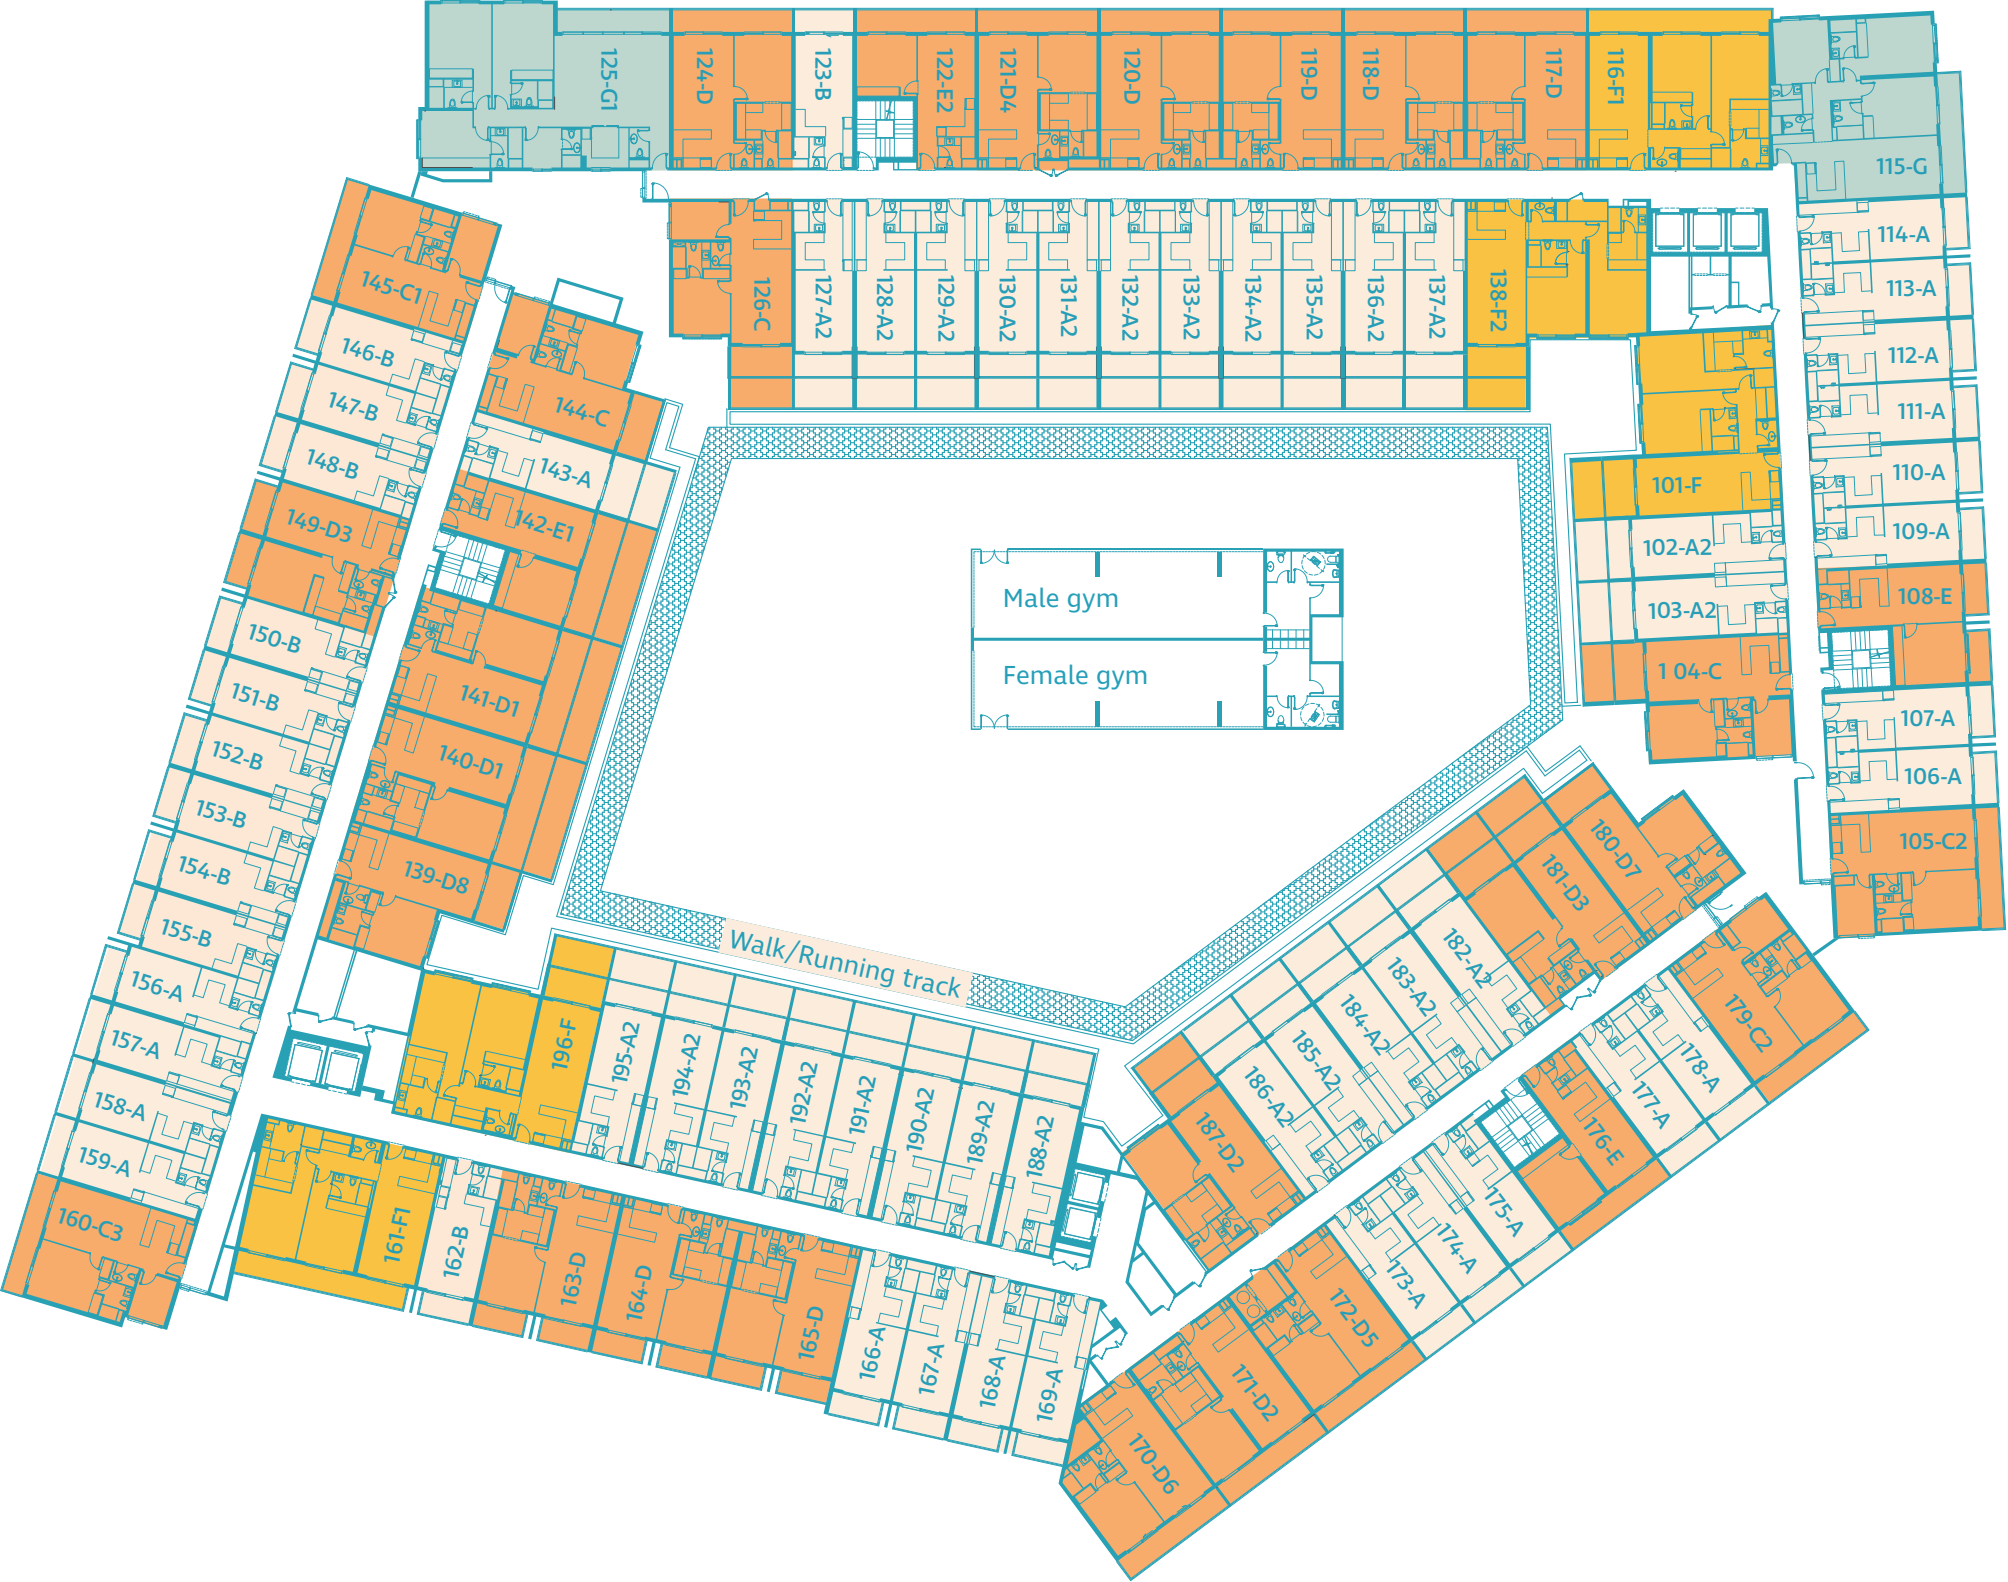 125-G1
124-D
123-B
122-E2
121-D4
120-D
119-D
118-D
117-D
116-F1
115-G
114-A
113-A
112-A
111-A
110-A
109-A
108-E
107-A
106-A
105-C2
126-C
127-A2
128-A2
129-A2
130-A2
131-A2
132-A2
133-A2
134-A2
135-A2
136-A2
137-A2
138-F2
101-F
102-A2
103-A2
1 04-C
145-C1
146-B
147-B
148-B
149-D3
150-B
151-B
152-B
153-B
154-B
155-B
156-A
157-A
158-A
159-A
160-C3
144-C
143-A
142-E1
141-D1
140-D1
139-D8
Male gym
Female gym
Walk/Running track
196-F
195-A2
194-A2
193-A2
192-A2
191-A2
190-A2
189-A2
188-A2
187-D2
186-A2
185-A2
184-A2
183-A2
182-A2
181-D3
180-D7
161-F1
162-B
163-D
164-D
165-D
166-A
167-A
168-A
169-A
170-D6
171-D2
172-D5
173-A
174-A
175-A
176-E
177-A
178-A
179-C2